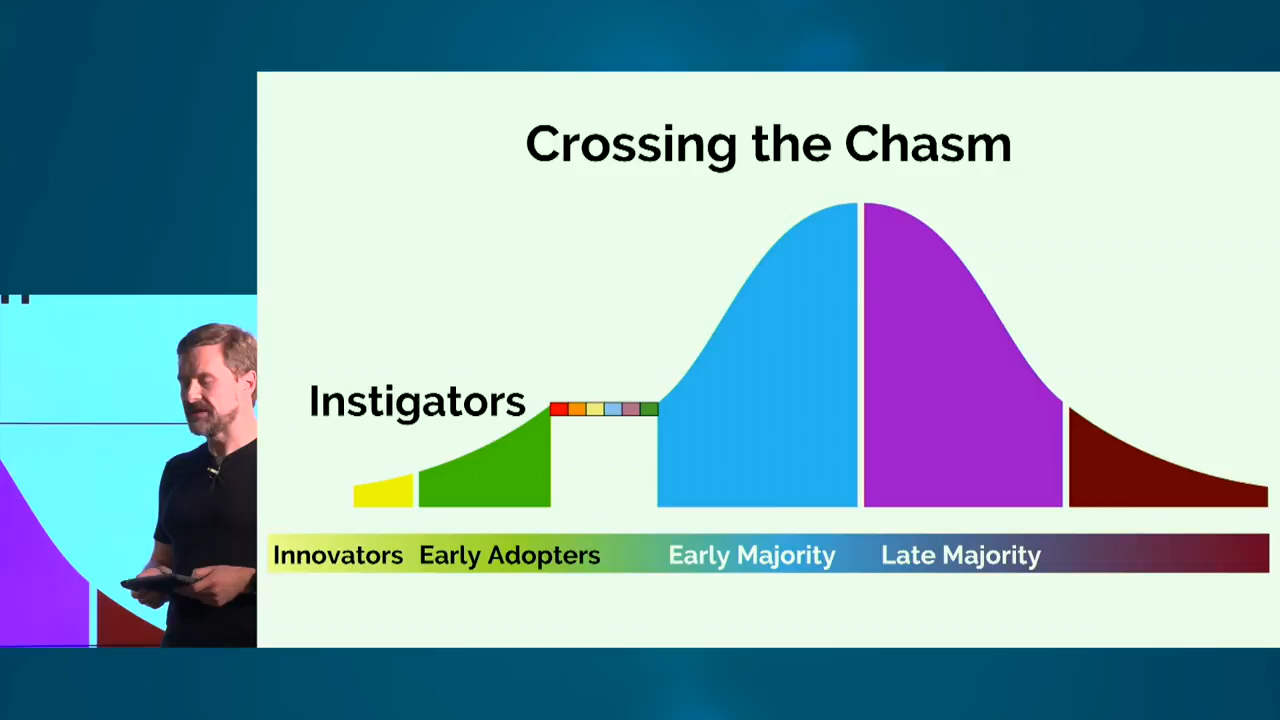 Crossing the Chasm
Instigators
Innovators Early Adopters Early Majority Late Majority